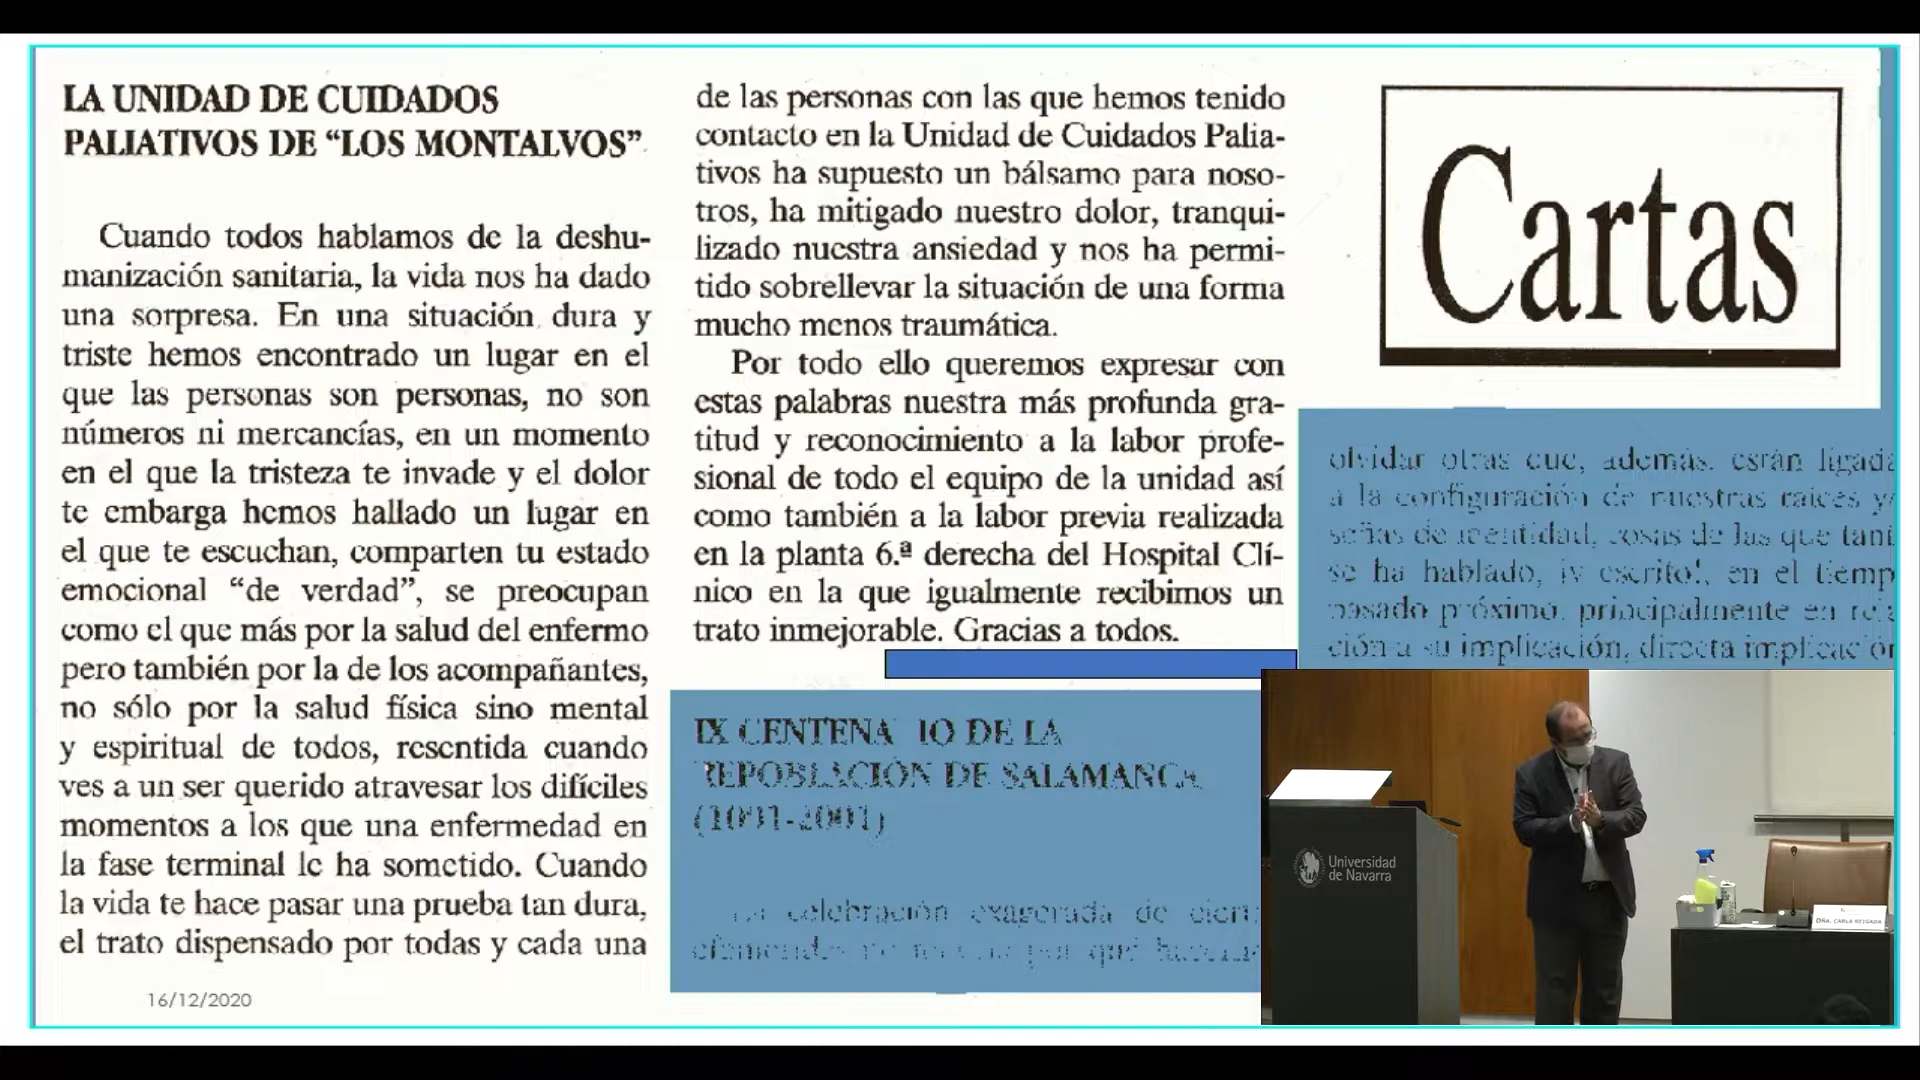 LA UNIDAD DE CUIDADOS
PALIATIVOS DE “LOS MONTALVOS”
Cuando todos hablamos de la deshu-
manización sanitaria, la vida nos ha dado
una sorpresa. En una situación dura y
triste hemos encontrado un lugar en el
que las personas son personas, no son
números ni mercancías, en un momento
en el que la tristeza te invade y el dolor
te embarga hemos hallado un lugar en
el que te escuchan, comparten tu estado
emocional “de verdad”, se preocupan
como el que más por la salud del enfermo
pero también por la de los acompañantes,
no sólo por la salud física sino mental
y espiritual de todos, resentida cuando
ves a un ser querido atravesar los difíciles
momentos a los que una enfermedad en
la fase terminal le ha sometido. Cuando
la vida te hace pasar una prueba tan dura,
el trato dispensado por todas y cada una
16/12/2020
de las personas con las que hemos tenido
contacto en la Unidad de Cuidados Palia-
tivos ha supuesto un bálsamo para noso-
tros, ha mitigado nuestro dolor, tranqui-
lizado nuestra ansiedad y nos ha permi-
tido sobrellevar la situación de una forma
mucho menos traumática.
Por todo ello queremos expresar con
estas palabras nuestra más profunda gra-
titud y reconocimiento a la labor profe-
sional de todo el equipo de la unidad así
como también a la labor previa realizada
en la planta 6.ª derecha del Hospital Clí-
nico en la que igualmente recibimos un
trato inmejorable. Gracias a todos.
IX CENTENARIO DE LA
REPOBLACIÓN DE SALAMANCA
celebración exagerada de
por qué
Cartas
olvidar otras que, además, están
a la configuración de nuestras raíces y
señas de identidad, cosas de las que
se ha hablado, en el
pasado próximo, principalmente en
ción a su implicación, directa
Universidad
de Navarra
DÑA. CARLA REIGADA